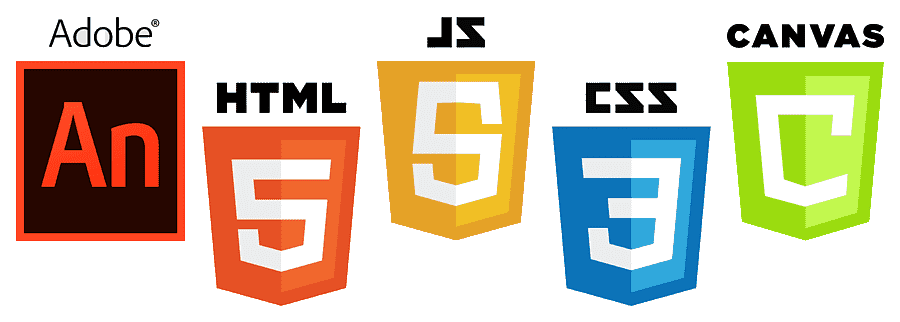 Adobe®
An
HTML
5
JS
5
CSS
3
CANVAS
C